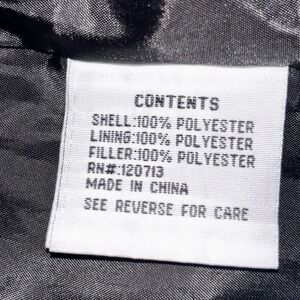 CONTENTS
SHELL:100% POLYESTER
LINING:100% POLYESTER
FILLER:100% POLYESTER
RN#:120713
MADE IN CHINA
SEE REVERSE FOR CARE